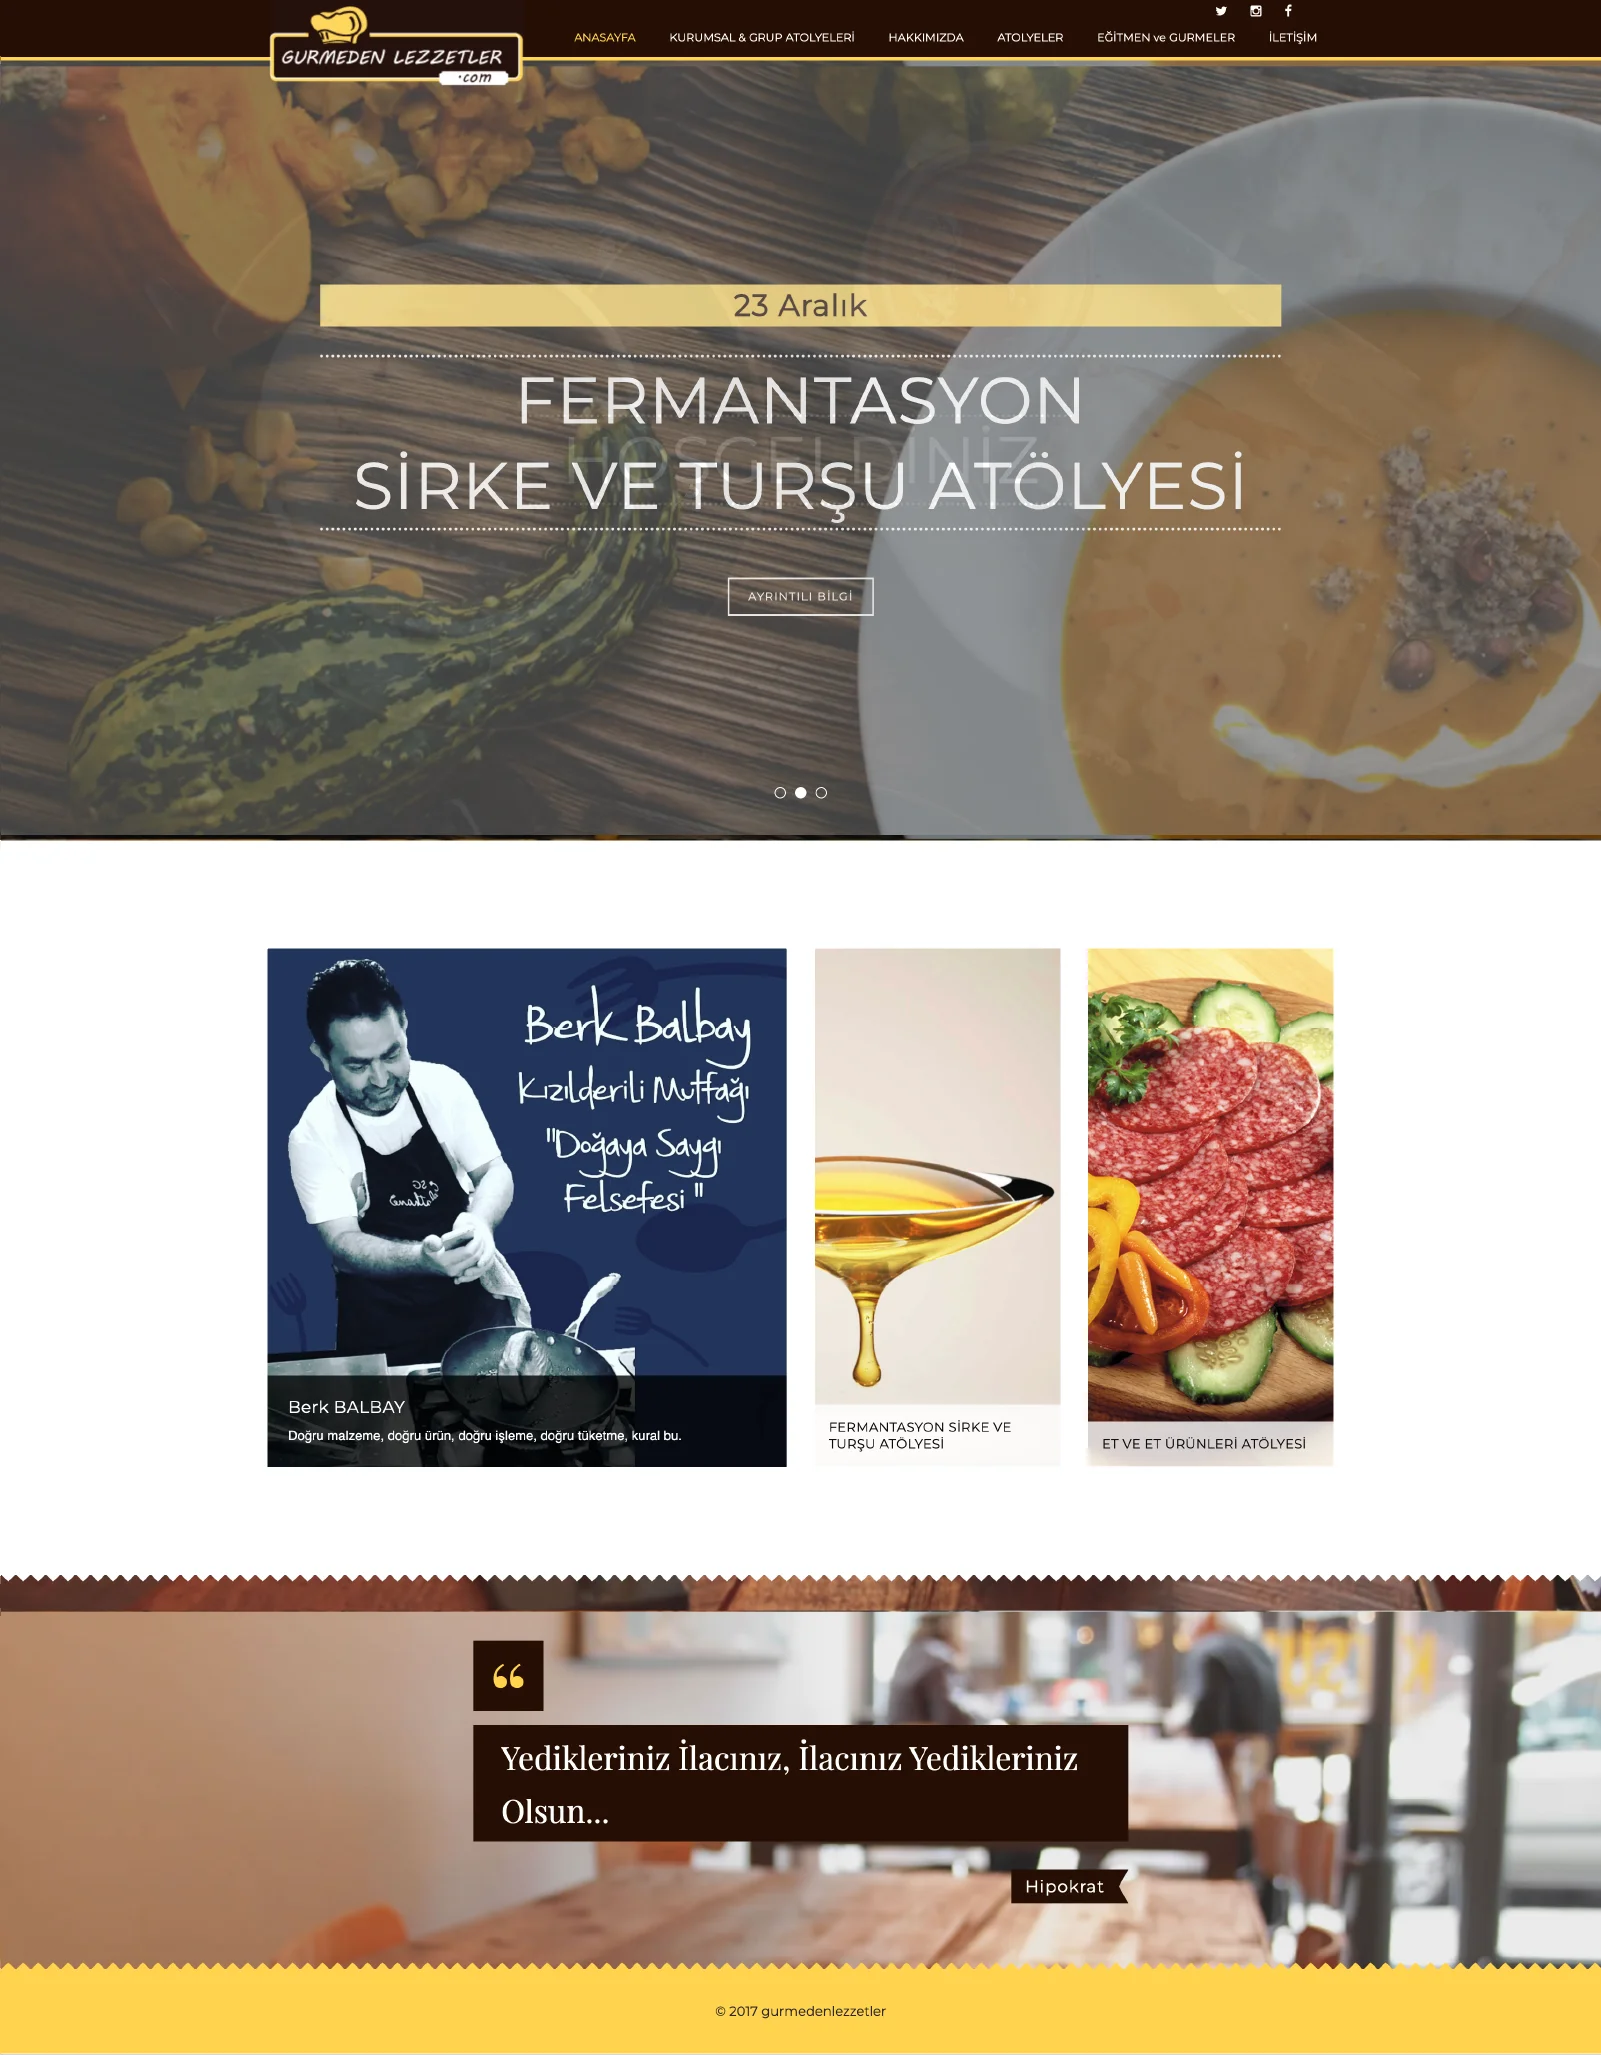 GURMEDEN LEZZETLER
.com
ANASAYFA
KURUMSAL & GRUP ATOLYELERİ
HAKKIMIZDA
ATOLYELER
EĞİTMEN ve GURMELER
İLETİŞİM
23 Aralık
FERMANTASYON
HOŞGELDİNİZ
SİRKE VE TURŞU ATÖLYESİ
AYRINTILI BİLGİ
Berk Balbay
Kızılderili Mutfağı
"Doğaya Saygı
Felsefesi "
Berk BALBAY
Doğru malzeme, doğru ürün, doğru işleme, doğru tüketme, kural bu.
FERMANTASYON SİRKE VE
TURŞU ATÖLYESİ
ET VE ET ÜRÜNLERİ ATÖLYESİ
“
Yedikleriniz İlacınız, İlacınız Yedikleriniz
Olsun...
Hipokrat
© 2017 gurmedenlezzetler